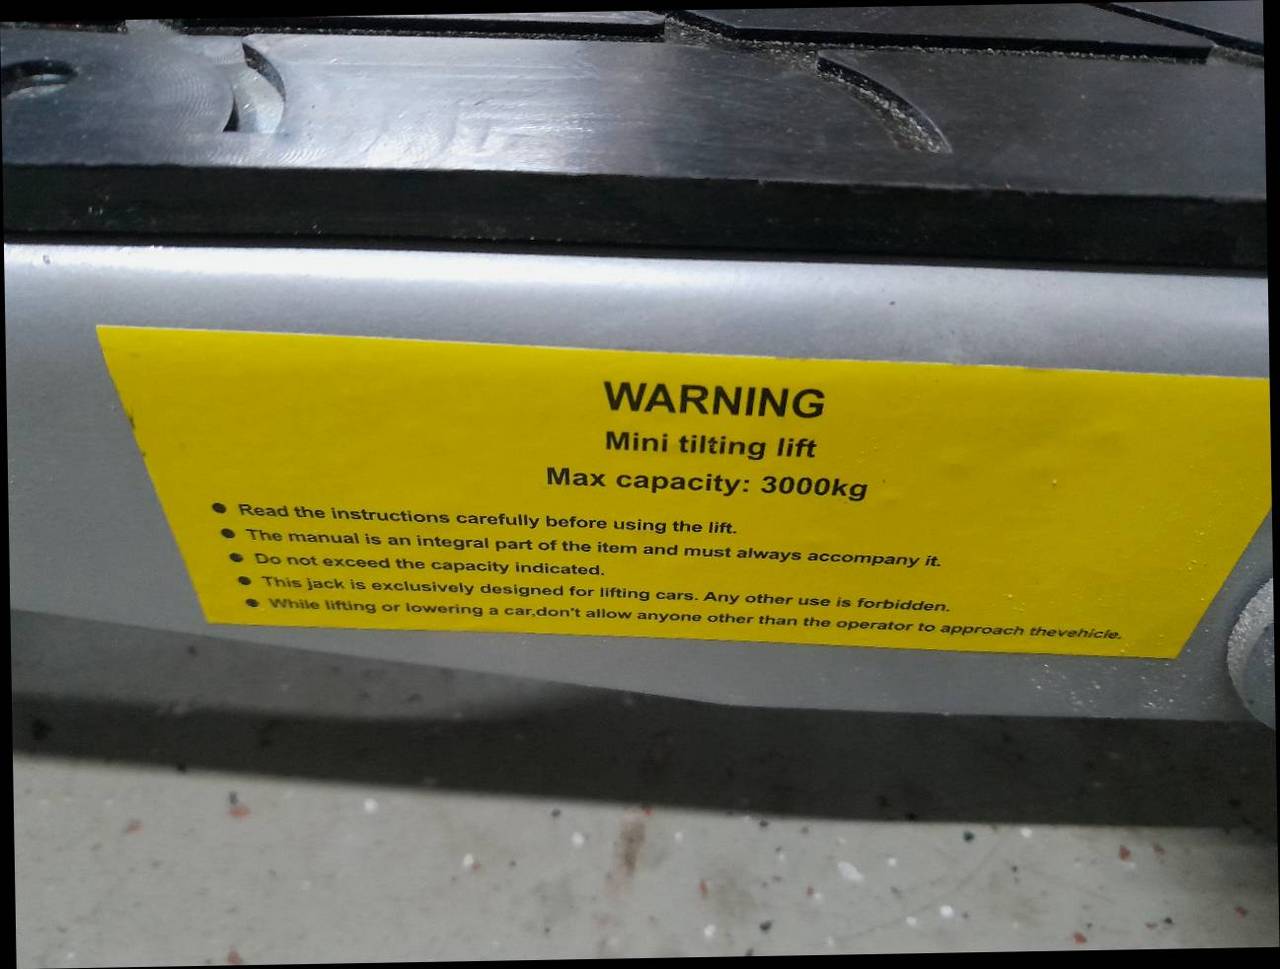 WARNING
Mini tilting lift
Max capacity: 3000kg
● Read the instructions carefully before using the lift.
● The manual is an integral part of the item and must always accompany it.
● Do not exceed the capacity indicated.
● This jack is exclusively designed for lifting cars. Any other use is forbidden.
● While lifting or lowering a car,don't allow anyone other than the operator to approach thevehicle.